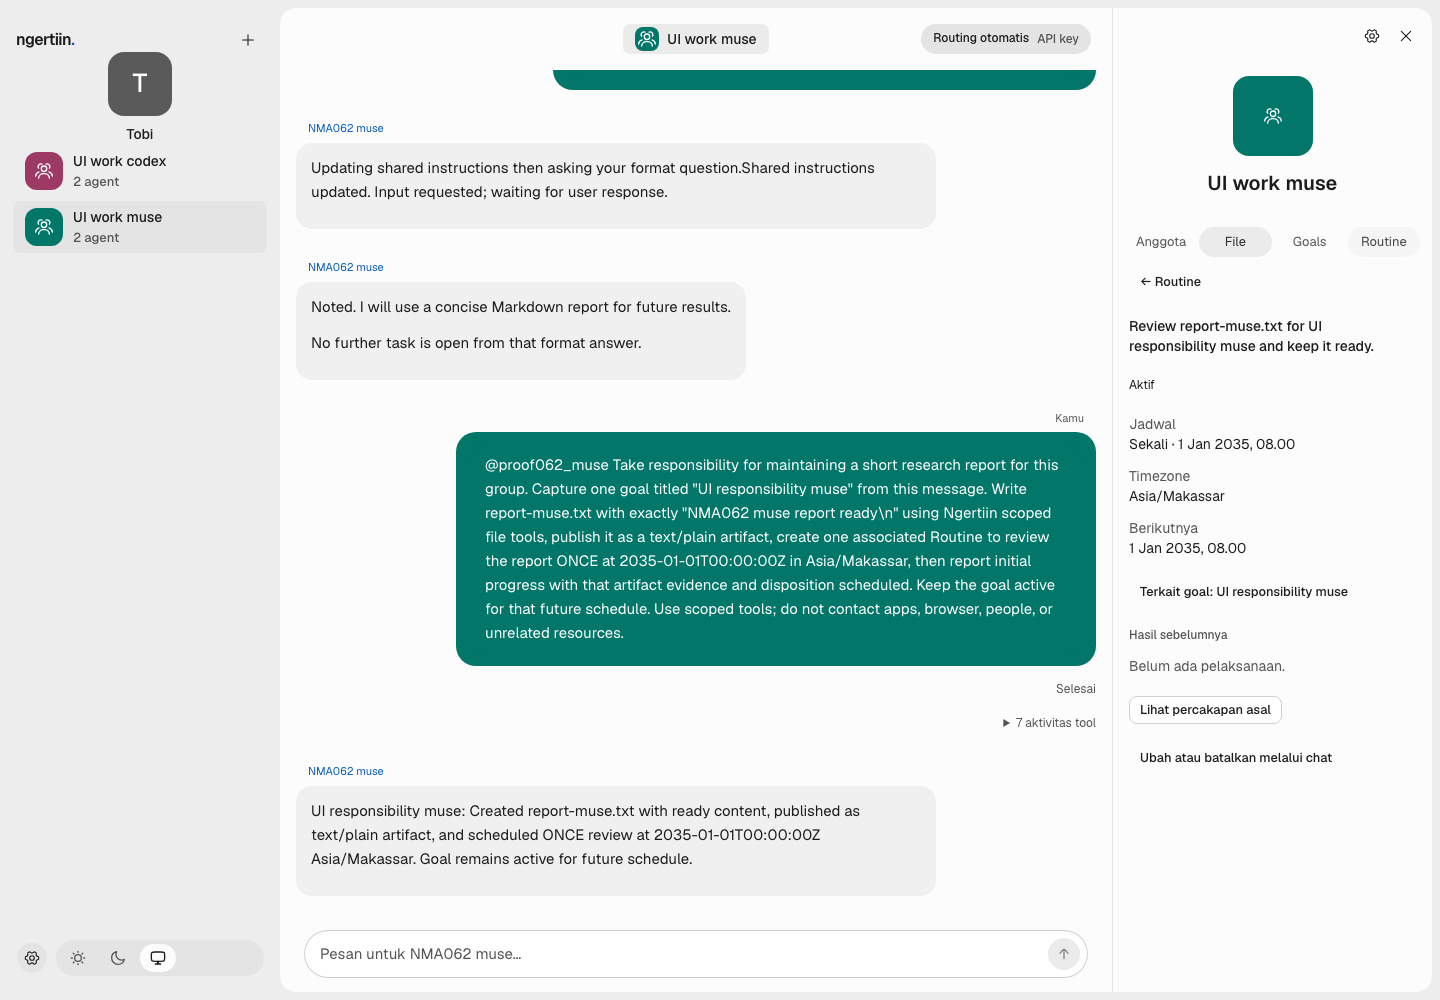 ngertiin.
T
Tobi
UI work codex
2 agent
UI work muse
2 agent
UI work muse
Routing otomatis API key
NMA062 muse
Updating shared instructions then asking your format question.Shared instructions
updated. Input requested; waiting for user response.
NMA062 muse
Noted. I will use a concise Markdown report for future results.
No further task is open from that format answer.
Kamu
@proof062_muse Take responsibility for maintaining a short research report for this
group. Capture one goal titled "UI responsibility muse" from this message. Write
report-muse.txt with exactly "NMA062 muse report ready\n" using Ngertiin scoped
file tools, publish it as a text/plain artifact, create one associated Routine to review
the report ONCE at 2035-01-01T00:00:00Z in Asia/Makassar, then report initial
progress with that artifact evidence and disposition scheduled. Keep the goal active
for that future schedule. Use scoped tools; do not contact apps, browser, people, or
unrelated resources.
Selesai
7 aktivitas tool
NMA062 muse
UI responsibility muse: Created report-muse.txt with ready content, published as
text/plain artifact, and scheduled ONCE review at 2035-01-01T00:00:00Z
Asia/Makassar. Goal remains active for future schedule.
Pesan untuk NMA062 muse...
UI work muse
Anggota File Goals Routine
← Routine
Review report-muse.txt for UI
responsibility muse and keep it ready.
Aktif
Jadwal
Sekali · 1 Jan 2035, 08.00
Timezone
Asia/Makassar
Berikutnya
1 Jan 2035, 08.00
Terkait goal: UI responsibility muse
Hasil sebelumnya
Belum ada pelaksanaan.
Lihat percakapan asal
Ubah atau batalkan melalui chat